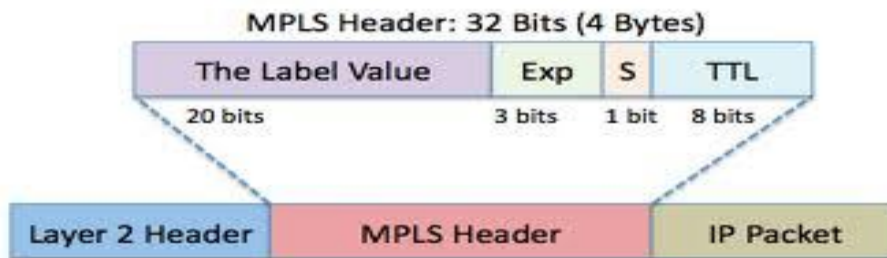 MPLS Header: 32 Bits (4 Bytes)
The Label Value Exp S TTL
20 bits 3 bits 1 bit 8 bits
Layer 2 Header MPLS Header IP Packet